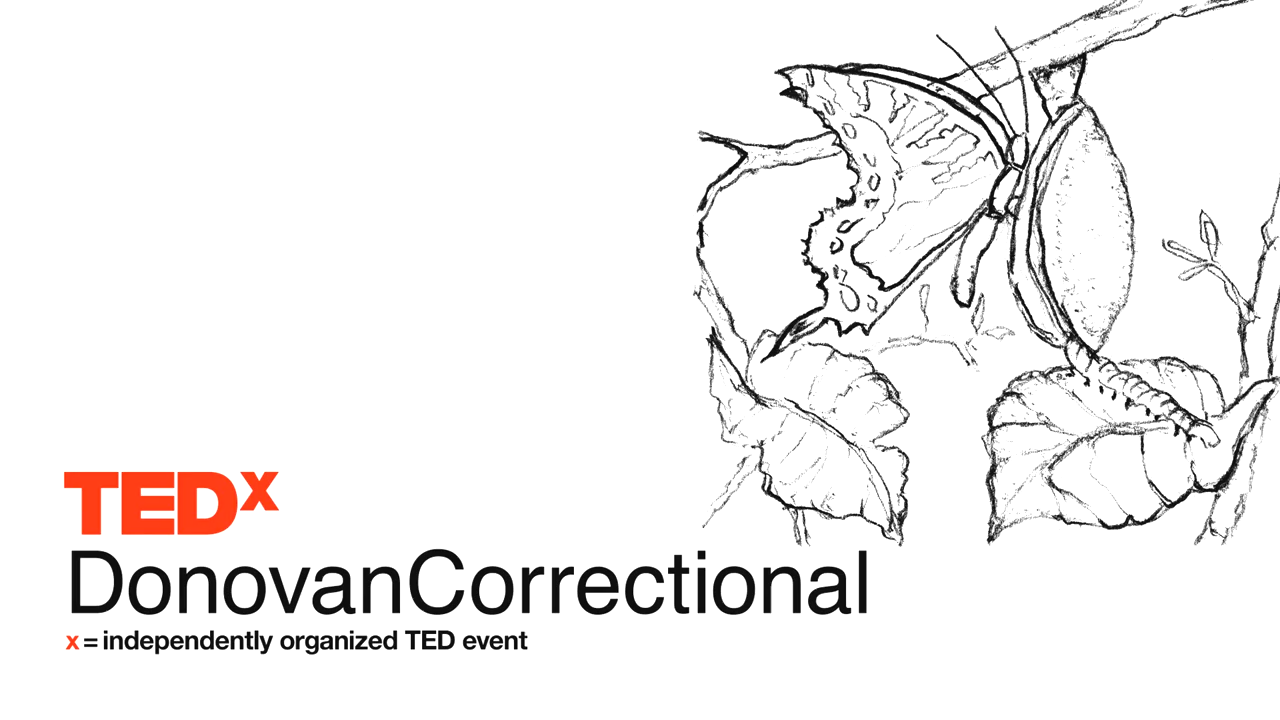 TEDx
DonovanCorrectional
x = independently organized TED event